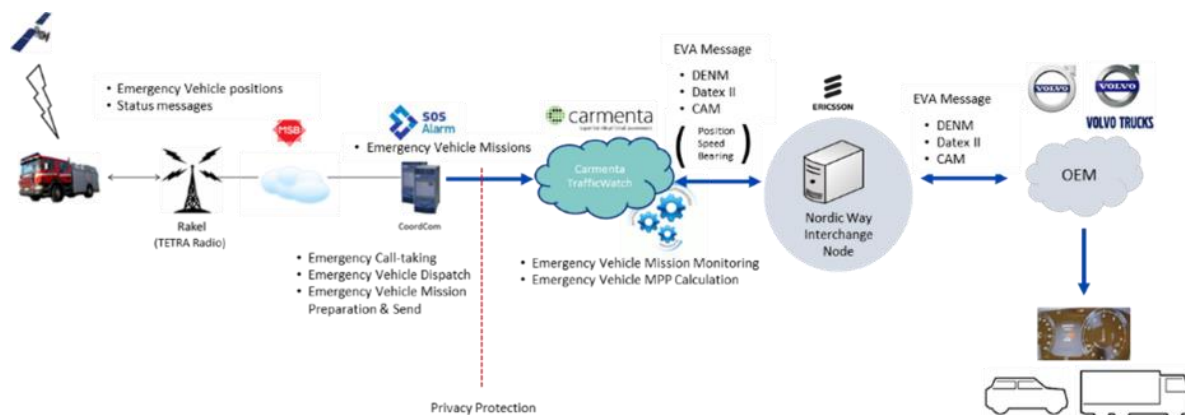 EVA Message
• DENM
• Datex II
• CAM
Position
Speed
Bearing
ERICSSON
EVA Message
• DENM
• Datex II
• CAM
VOLVO
VOLVO
VOLVO TRUCKS
• Emergency Vehicle positions
• Status messages
MSB
SOS
Alarm
• Emergency Vehicle Missions
carmenta
Carmenta
TrafficWatch
OEM
Rakel
(TETRA Radio)
CoordCom
Nordic Way
Interchange
Node
• Emergency Call-taking
• Emergency Vehicle Dispatch
• Emergency Vehicle Mission
Preparation & Send
• Emergency Vehicle Mission Monitoring
• Emergency Vehicle MPP Calculation
Privacy Protection